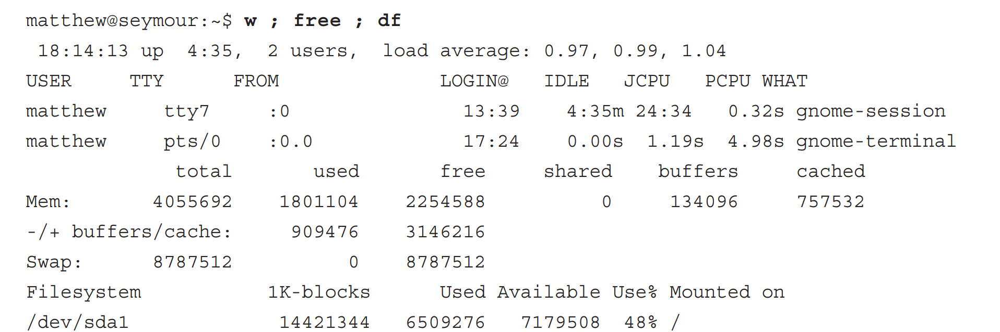 matthew@seymour:~$ w ; free ; df
18:14:13 up 4:35, 2 users, load average: 0.97, 0.99, 1.04
USER TTY FROM LOGIN@ IDLE JCPU PCPU WHAT
matthew tty7 :0 13:39 4:35m 24:34 0.32s gnome-session
matthew pts/0 :0.0 17:24 0.00s 1.19s 4.98s gnome-terminal
total used free shared buffers cached
Mem: 4055692 1801104 2254588 0 134096 757532
-/+ buffers/cache: 909476 3146216
Swap: 8787512 0 8787512
Filesystem 1K-blocks Used Available Use% Mounted on
/dev/sda1 14421344 6509276 7179508 48% /